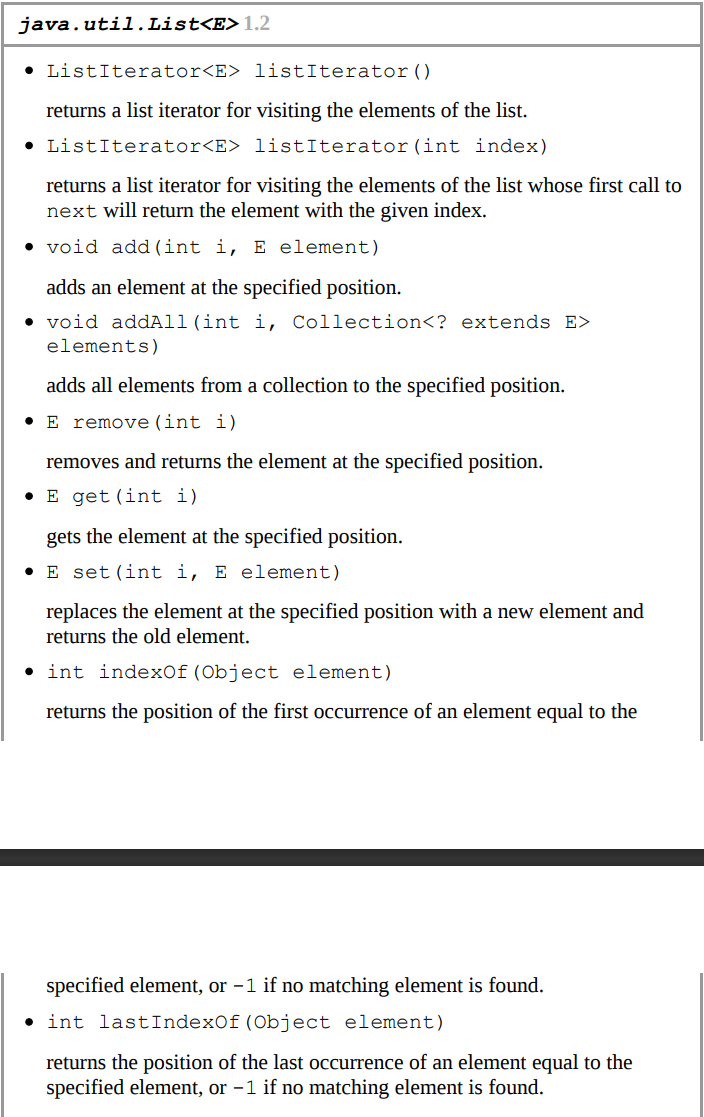 java.util.List<E> 1.2
• ListIterator<E> listIterator()
returns a list iterator for visiting the elements of the list.
• ListIterator<E> listIterator(int index)
returns a list iterator for visiting the elements of the list whose first call to
next will return the element with the given index.
• void add(int i, E element)
adds an element at the specified position.
• void addAll(int i, Collection<? extends E>
elements)
adds all elements from a collection to the specified position.
• E remove(int i)
removes and returns the element at the specified position.
• E get(int i)
gets the element at the specified position.
• E set(int i, E element)
replaces the element at the specified position with a new element and
returns the old element.
• int indexOf(Object element)
returns the position of the first occurrence of an element equal to the
specified element, or −1 if no matching element is found.
• int lastIndexOf(Object element)
returns the position of the last occurrence of an element equal to the
specified element, or −1 if no matching element is found.